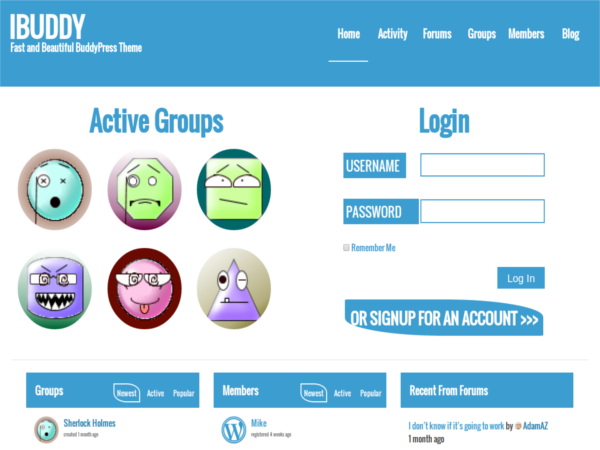 IBUDDY
Fast and Beautiful BuddyPress Theme
Home Activity Forums Groups Members Blog
Active Groups
Login
USERNAME
PASSWORD
Remember Me
Log In
OR SIGNUP FOR AN ACCOUNT >>>
Groups Newest Active Popular
Sherlock Holmes
created 1 month ago
Members Newest Active Popular
Mike
registered 4 weeks ago
Recent From Forums
I don't know if it's going to work by AdamAZ
1 month ago